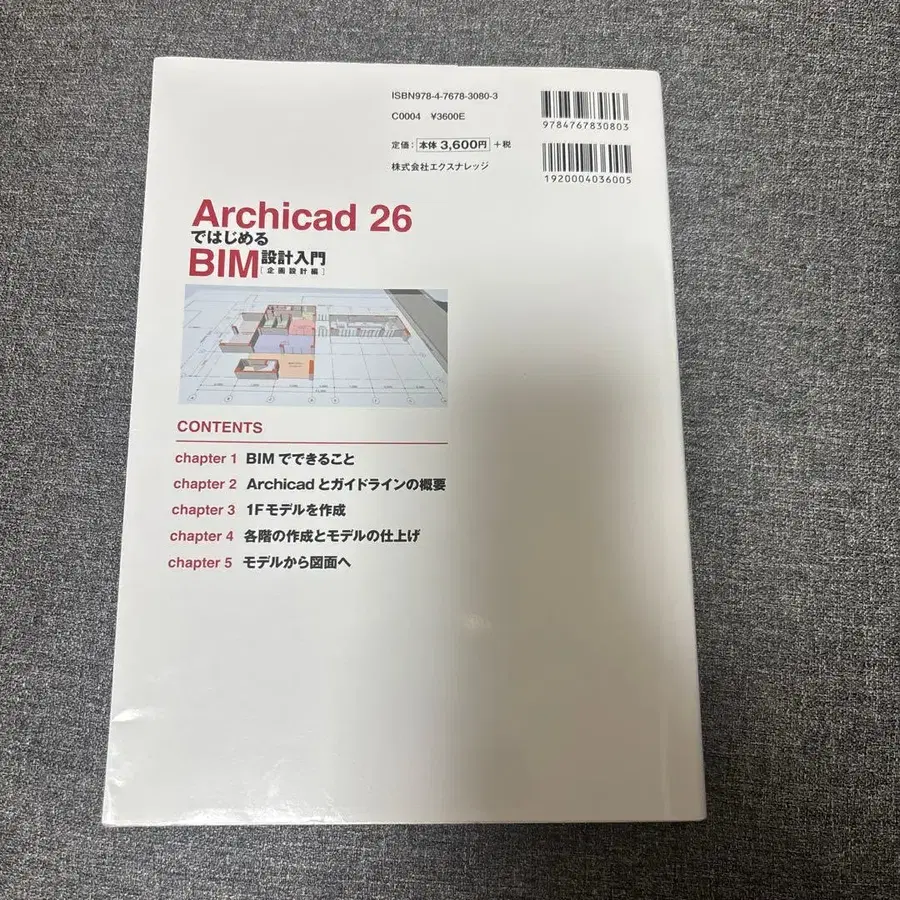 ISBN978-4-7678-3080-3
C0004 ¥3600E
定価：本体3,600円+税
株式会社エクスナレッジ
9784767830803
1920004036005
Archicad 26
ではじめる
BIM設計入門
[企画設計編]
CONTENTS
chapter 1 BIMでできること
chapter 2 Archicadとガイドラインの概要
chapter 3 1Fモデルを作成
chapter 4 各階の作成とモデルの仕上げ
chapter 5 モデルから図面へ